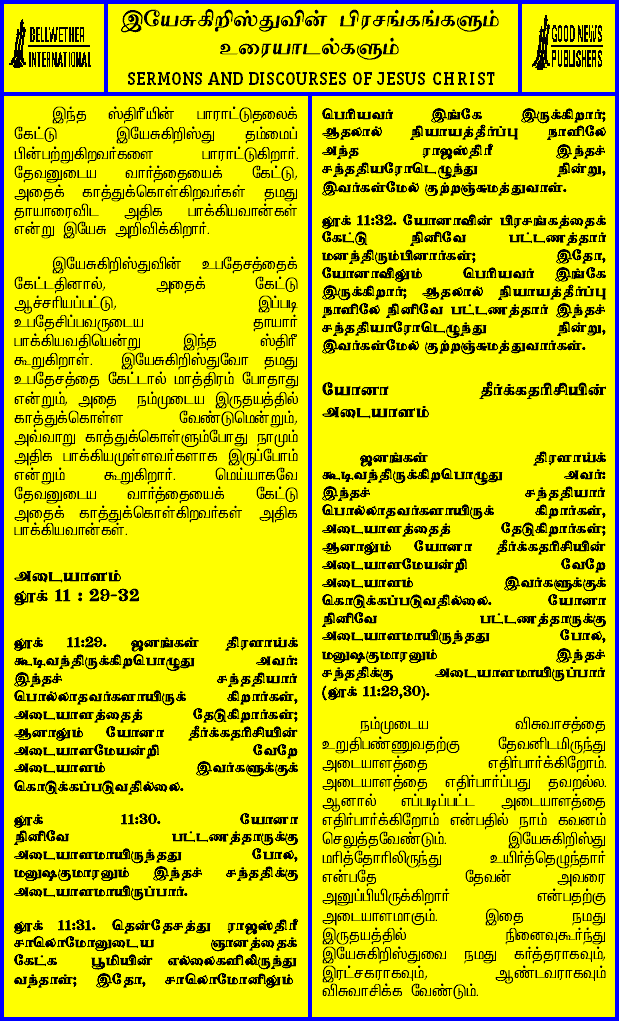 BELLWETHER
INTERNATIONAL
இயேசுகிறிஸ்துவின் பிரசங்கங்களும்
உரையாடல்களும்
SERMONS AND DISCOURSES OF JESUS CHRIST
GOOD NEWS
PUBLISHERS
இந்த ஸ்திரீயின் பாராட்டுதலைக்
கேட்டு இயேசுகிறிஸ்து தம்மைப்
பின்பற்றுகிறவர்களை பாராட்டுகிறார்.
தேவனுடைய வார்த்தையைக் கேட்டு,
அதைக் காத்துக்கொள்கிறவர்கள் தமது
தாயாரைவிட அதிக பாக்கியவான்கள்
என்று இயேசு அறிவிக்கிறார்.
இயேசுகிறிஸ்துவின் உபதேசத்தைக்
கேட்டதினால், அதைக் கேட்டு
ஆச்சரியப்பட்டு, இப்படி
உபதேசிப்பவருடைய தாயார்
பாக்கியவதியென்று இந்த ஸ்திரீ
கூறுகிறாள். இயேசுகிறிஸ்துவோ தமது
உபதேசத்தை கேட்டால் மாத்திரம் போதாது
என்றும், அதை நம்முடைய இருதயத்தில்
காத்துக்கொள்ள வேண்டுமென்றும்,
அவ்வாறு காத்துக்கொள்ளும்போது நாமும்
அதிக பாக்கியமுள்ளவர்களாக இருப்போம்
என்றும் கூறுகிறார். மெய்யாகவே
தேவனுடைய வார்த்தையைக் கேட்டு
அதைக் காத்துக்கொள்கிறவர்கள் அதிக
பாக்கியவான்கள்.
அடையாளம்
லூக் 11 : 29-32
லூக் 11:29. ஜனங்கள் திரளாய்க்
கூடிவந்திருக்கிறபொழுது அவர்:
இந்தச் சந்ததியார்
பொல்லாதவர்களாயிருக் கிறார்கள்,
அடையாளத்தைத் தேடுகிறார்கள்;
ஆனாலும் யோனா தீர்க்கதரிசியின்
அடையாளமேயன்றி வேறே
அடையாளம் இவர்களுக்குக்
கொடுக்கப்படுவதில்லை.
லூக் 11:30. யோனா
நினிவே பட்டணத்தாருக்கு
அடையாளமாயிருந்தது போல,
மனுஷகுமாரனும் இந்தச் சந்ததிக்கு
அடையாளமாயிருப்பார்.
லூக் 11:31. தென்தேசத்து ராஜஸ்திரீ
சாலொமோனுடைய ஞானத்தைக்
கேட்க பூமியின் எல்லைகளிலிருந்து
வந்தாள்; இதோ, சாலொமோனிலும்
பெரியவர் இங்கே இருக்கிறார்;
ஆதலால் நியாயத்தீர்ப்பு நாளிலே
அந்த ராஜஸ்திரீ இந்தச்
சந்ததியாரோடெழுந்து நின்று,
இவர்கள்மேல் குற்றஞ்சுமத்துவாள்.
லூக் 11:32. யோனாவின் பிரசங்கத்தைக்
கேட்டு நினிவே பட்டணத்தார்
மனந்திரும்பினார்கள்; இதோ,
யோனாவிலும் பெரியவர் இங்கே
இருக்கிறார்; ஆதலால் நியாயத்தீர்ப்பு
நாளிலே நினிவே பட்டணத்தார் இந்தச்
சந்ததியாரோடெழுந்து நின்று,
இவர்கள்மேல் குற்றஞ்சுமத்துவார்கள்.
யோனா தீர்க்கதரிசியின்
அடையாளம்
ஜனங்கள் திரளாய்க்
கூடிவந்திருக்கிறபொழுது அவர்:
இந்தச் சந்ததியார்
பொல்லாதவர்களாயிருக் கிறார்கள்,
அடையாளத்தைத் தேடுகிறார்கள்;
ஆனாலும் யோனா தீர்க்கதரிசியின்
அடையாளமேயன்றி வேறே
அடையாளம் இவர்களுக்குக்
கொடுக்கப்படுவதில்லை. யோனா
நினிவே பட்டணத்தாருக்கு
அடையாளமாயிருந்தது போல,
மனுஷகுமாரனும் இந்தச்
சந்ததிக்கு அடையாளமாயிருப்பார்
(லூக் 11:29,30).
நம்முடைய விசுவாசத்தை
உறுதிபண்ணுவதற்கு தேவனிடமிருந்து
அடையாளத்தை எதிர்பார்க்கிறோம்.
அடையாளத்தை எதிர்பார்ப்பது தவறல்ல.
ஆனால் எப்படிப்பட்ட அடையாளத்தை
எதிர்பார்க்கிறோம் என்பதில் நாம் கவனம்
செலுத்தவேண்டும். இயேசுகிறிஸ்து
மரித்தோரிலிருந்து உயிர்த்தெழுந்தார்
என்பதே தேவன் அவரை
அனுப்பியிருக்கிறார் என்பதற்கு
அடையாளமாகும். இதை நமது
இருதயத்தில் நினைவுகூர்ந்து
இயேசுகிறிஸ்துவை நமது கர்த்தராகவும்,
இரட்சகராகவும், ஆண்டவராகவும்
விசுவாசிக்க வேண்டும்.